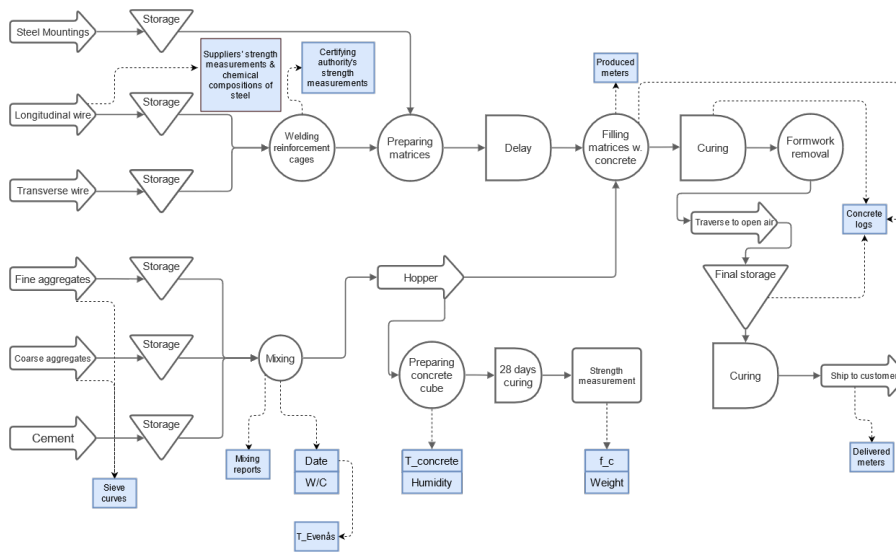 Steel Mountings
Storage
Suppliers' strength
measurements &
chemical
compositions of
steel
Certifying
authority's
strength
measurements
Produced
meters
Longitudinal wire
Storage
Welding
reinforcement
cages
Preparing
matrices
Delay
Filling
matrices w.
concrete
Curing
Formwork
removal
Transverse wire
Storage
Traverse to open air
Concrete
logs
Fine aggregates
Storage
Hopper
Final storage
Coarse aggregates
Storage
Mixing
Preparing
concrete
cube
28 days
curing
Strength
measurement
Curing
Ship to customer
Cement
Storage
Sieve
curves
Mixing
reports
Date
W/C
T_Evenås
T_concrete
Humidity
f_c
Weight
Delivered
meters